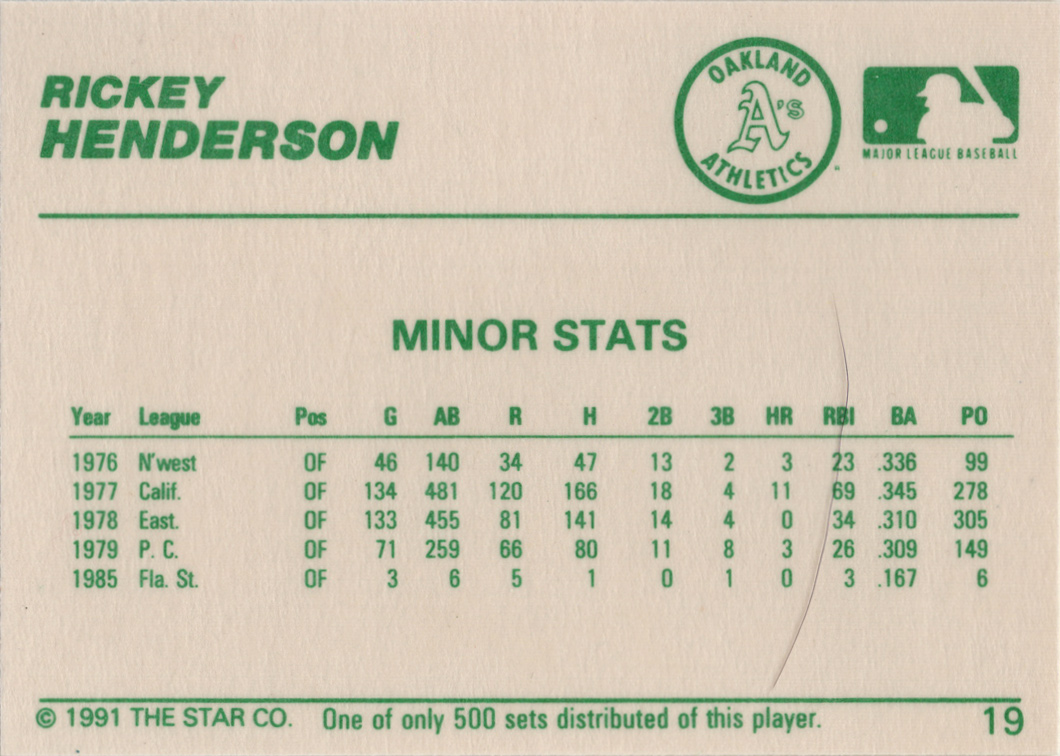 RICKEY
HENDERSON
OAKLAND
A's
ATHLETICS
™
MAJOR LEAGUE BASEBALL
MINOR STATS
Year League Pos G AB R H 2B 3B HR RBI BA PO
1976 N'west OF 46 140 34 47 13 2 3 23 .336 99
1977 Calif. OF 134 481 120 166 18 4 11 69 .345 278
1978 East. OF 133 455 81 141 14 4 0 34 .310 305
1979 P. C. OF 71 259 66 80 11 8 3 26 .309 149
1985 Fla. St. OF 3 6 5 1 0 1 0 3 .167 6
© 1991 THE STAR CO. One of only 500 sets distributed of this player. 19